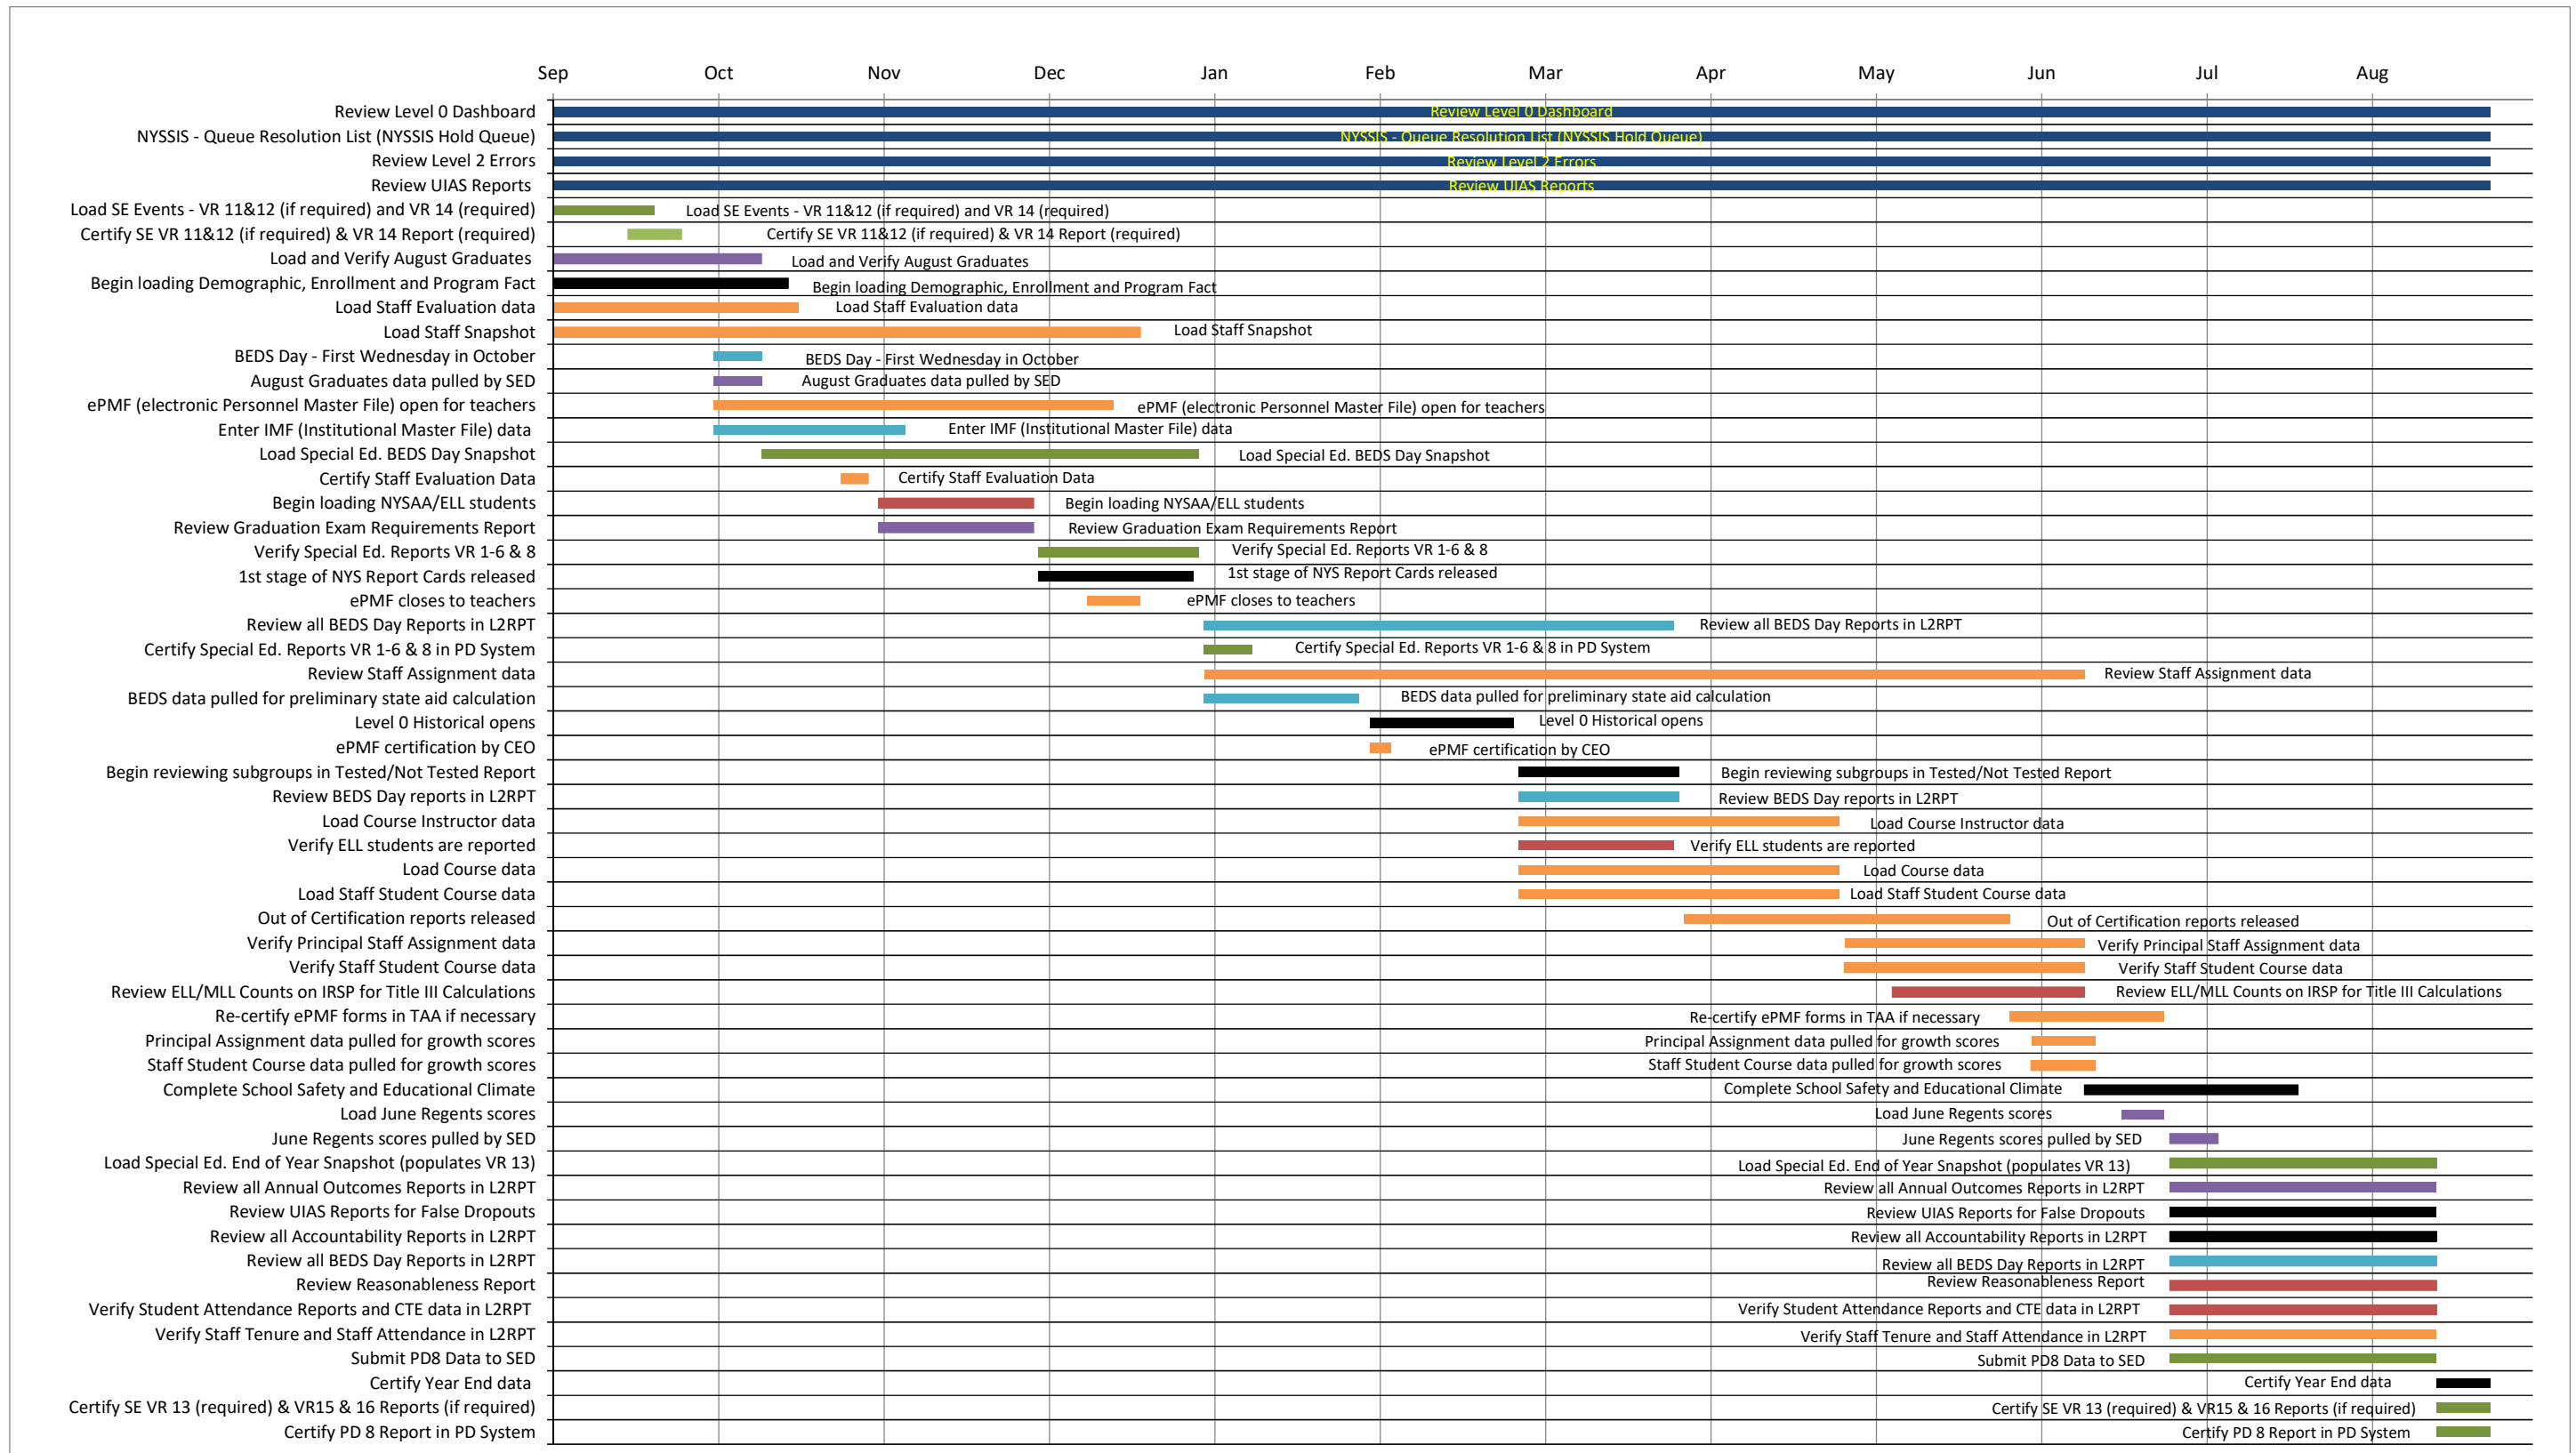 Sep Oct Nov Dec Jan Feb Mar Apr May Jun Jul Aug
Review Level 0 Dashboard Review Level 0 Dashboard
NYSSIS - Queue Resolution List (NYSSIS Hold Queue) NYSSIS - Queue Resolution List (NYSSIS Hold Queue)
Review Level 2 Errors Review Level 2 Errors
Review UIAS Reports Review UIAS Reports
Load SE Events - VR 11&12 (if required) and VR 14 (required) Load SE Events - VR 11&12 (if required) and VR 14 (required)
Certify SE VR 11&12 (if required) & VR 14 Report (required) Certify SE VR 11&12 (if required) & VR 14 Report (required)
Load and Verify August Graduates Load and Verify August Graduates
Begin loading Demographic, Enrollment and Program Fact Begin loading Demographic, Enrollment and Program Fact
Load Staff Evaluation data Load Staff Evaluation data
Load Staff Snapshot Load Staff Snapshot
BEDS Day - First Wednesday in October BEDS Day - First Wednesday in October
August Graduates data pulled by SED August Graduates data pulled by SED
ePMF (electronic Personnel Master File) open for teachers ePMF (electronic Personnel Master File) open for teachers
Enter IMF (Institutional Master File) data Enter IMF (Institutional Master File) data
Load Special Ed. BEDS Day Snapshot Load Special Ed. BEDS Day Snapshot
Certify Staff Evaluation Data Certify Staff Evaluation Data
Begin loading NYSAA/ELL students Begin loading NYSAA/ELL students
Review Graduation Exam Requirements Report Review Graduation Exam Requirements Report
Verify Special Ed. Reports VR 1-6 & 8 Verify Special Ed. Reports VR 1-6 & 8
1st stage of NYS Report Cards released 1st stage of NYS Report Cards released
ePMF closes to teachers ePMF closes to teachers
Review all BEDS Day Reports in L2RPT Review all BEDS Day Reports in L2RPT
Certify Special Ed. Reports VR 1-6 & 8 in PD System Certify Special Ed. Reports VR 1-6 & 8 in PD System
Review Staff Assignment data Review Staff Assignment data
BEDS data pulled for preliminary state aid calculation BEDS data pulled for preliminary state aid calculation
Level 0 Historical opens Level 0 Historical opens
ePMF certification by CEO ePMF certification by CEO
Begin reviewing subgroups in Tested/Not Tested Report Begin reviewing subgroups in Tested/Not Tested Report
Review BEDS Day reports in L2RPT Review BEDS Day reports in L2RPT
Load Course Instructor data Load Course Instructor data
Verify ELL students are reported Verify ELL students are reported
Load Course data Load Course data
Load Staff Student Course data Load Staff Student Course data
Out of Certification reports released Out of Certification reports released
Verify Principal Staff Assignment data Verify Principal Staff Assignment data
Verify Staff Student Course data Verify Staff Student Course data
Review ELL/MLL Counts on IRSP for Title III Calculations Review ELL/MLL Counts on IRSP for Title III Calculations
Re-certify ePMF forms in TAA if necessary Re-certify ePMF forms in TAA if necessary
Principal Assignment data pulled for growth scores Principal Assignment data pulled for growth scores
Staff Student Course data pulled for growth scores Staff Student Course data pulled for growth scores
Complete School Safety and Educational Climate Complete School Safety and Educational Climate
Load June Regents scores Load June Regents scores
June Regents scores pulled by SED June Regents scores pulled by SED
Load Special Ed. End of Year Snapshot (populates VR 13) Load Special Ed. End of Year Snapshot (populates VR 13)
Review all Annual Outcomes Reports in L2RPT Review all Annual Outcomes Reports in L2RPT
Review UIAS Reports for False Dropouts Review UIAS Reports for False Dropouts
Review all Accountability Reports in L2RPT Review all Accountability Reports in L2RPT
Review all BEDS Day Reports in L2RPT Review all BEDS Day Reports in L2RPT
Review Reasonableness Report Review Reasonableness Report
Verify Student Attendance Reports and CTE data in L2RPT Verify Student Attendance Reports and CTE data in L2RPT
Verify Staff Tenure and Staff Attendance in L2RPT Verify Staff Tenure and Staff Attendance in L2RPT
Submit PD8 Data to SED Submit PD8 Data to SED
Certify Year End data Certify Year End data
Certify SE VR 13 (required) & VR15 & 16 Reports (if required) Certify SE VR 13 (required) & VR15 & 16 Reports (if required)
Certify PD 8 Report in PD System Certify PD 8 Report in PD System